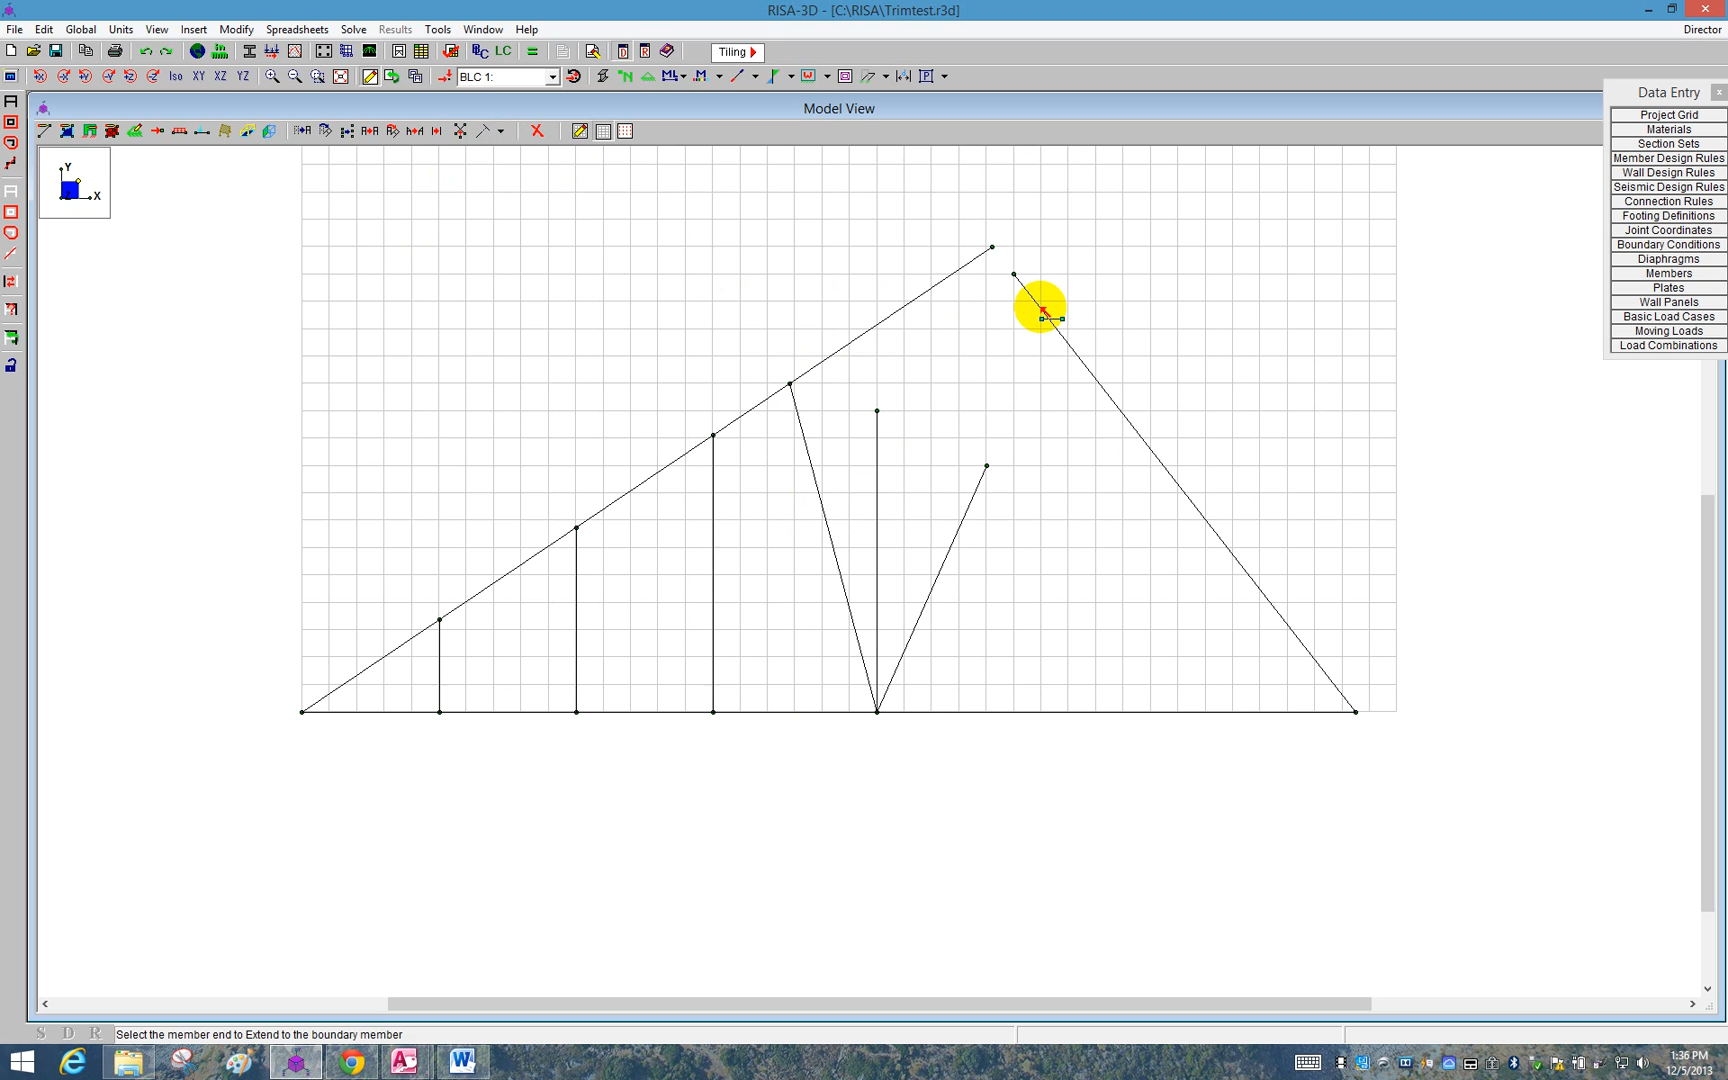 RISA-3D - [C:\RISA\Trimtest.r3d]
File Edit Global Units View Insert Modify Spreadsheets Solve Results Tools Window Help Director
Tiling
Iso XY XZ YZ BLC 1:
Model View
Data Entry
Project Grid
Materials
Section Sets
Member Design Rules
Wall Design Rules
Seismic Design Rules
Connection Rules
Footing Definitions
Joint Coordinates
Boundary Conditions
Diaphragms
Members
Plates
Wall Panels
Basic Load Cases
Moving Loads
Load Combinations
Y
X
S D R Select the member end to Extend to the boundary member
1:36 PM
12/5/2013